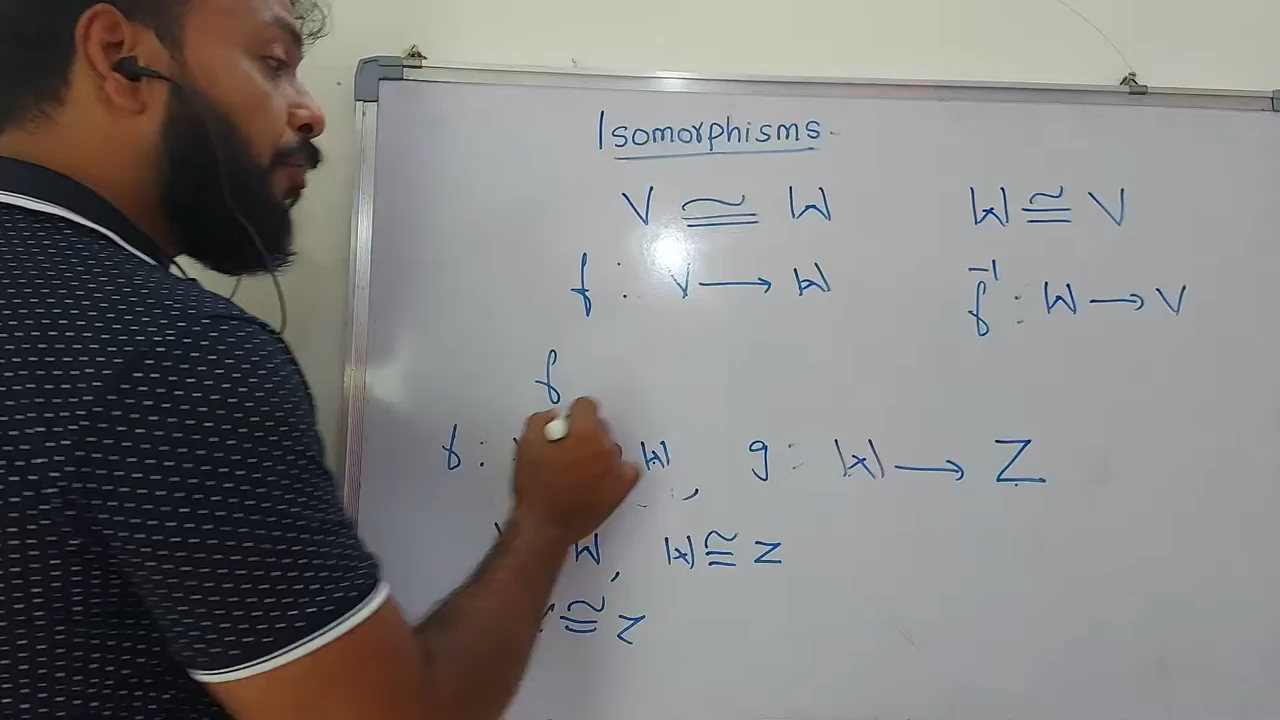 Isomorphisms.
V ≅ W W ≅ V
f : V → W f⁻¹ : W → V
f
f : W , g : W → Z
W , W ≅ Z
≅ Z